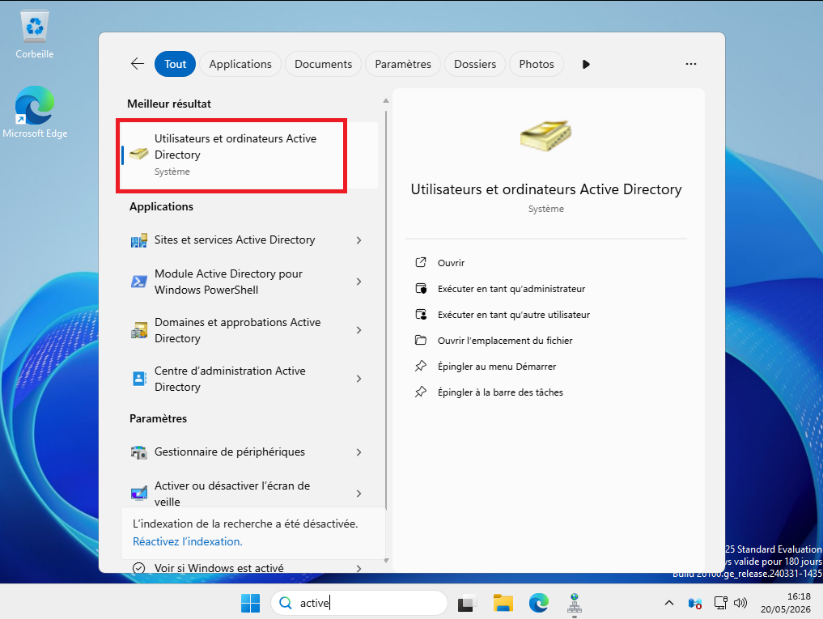 Corbeille
Microsoft Edge
Tout
Applications
Documents
Paramètres
Dossiers
Photos
Meilleur résultat
Utilisateurs et ordinateurs Active
Directory
Système
Applications
Sites et services Active Directory
Module Active Directory pour
Windows PowerShell
Domaines et approbations Active
Directory
Centre d'administration Active
Directory
Paramètres
Gestionnaire de périphériques
Activer ou désactiver l'écran de
veille
L'indexation de la recherche a été désactivée.
Réactivez l'indexation.
Voir si Windows est activé
Utilisateurs et ordinateurs Active Directory
Système
Ouvrir
Exécuter en tant qu'administrateur
Exécuter en tant qu'autre utilisateur
Ouvrir l'emplacement du fichier
Épingler au menu Démarrer
Épingler à la barre des tâches
25 Standard Evaluation
valide pour 180 jours
Build 26100.ge_release.240331-1435
active
16:18
20/05/2026